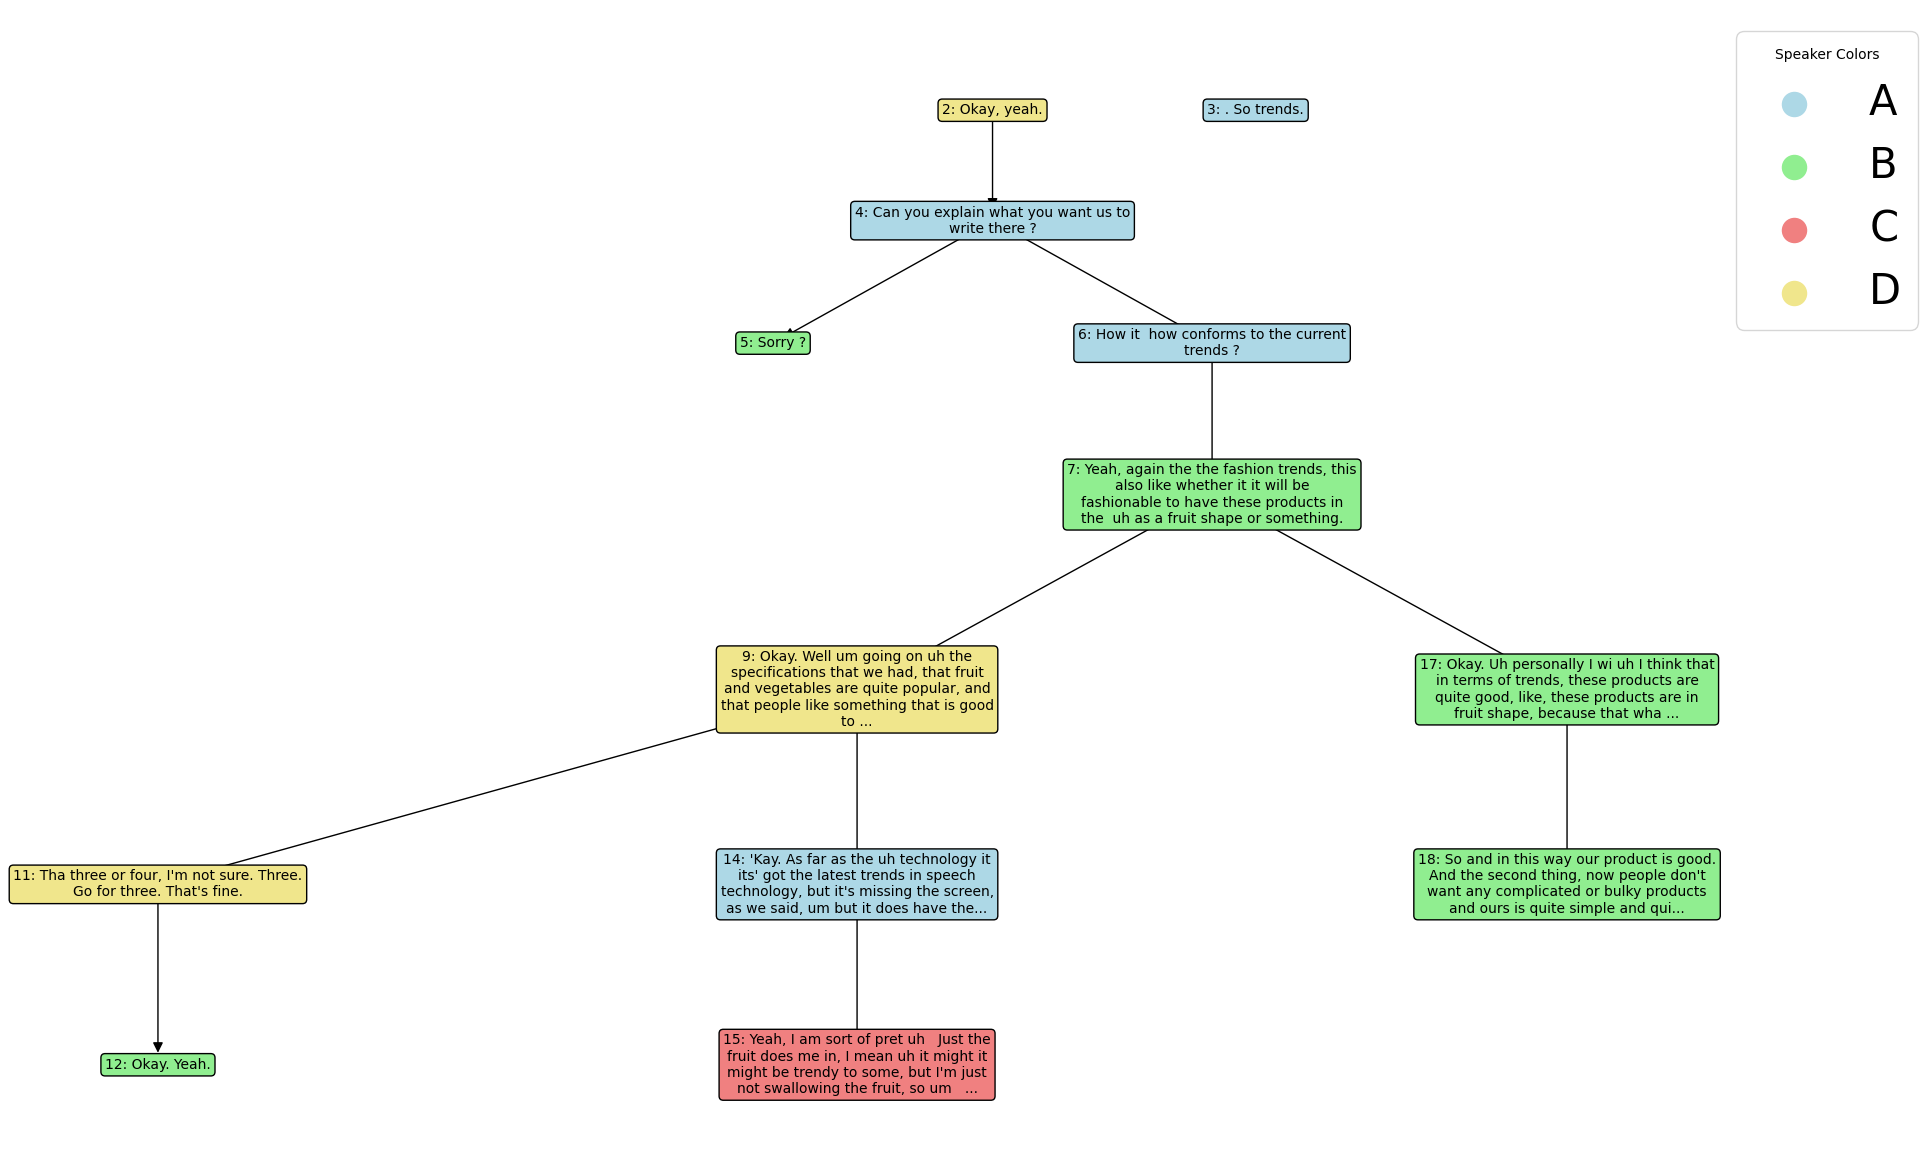 Speaker Colors
A
B
C
D
2: Okay, yeah.
3: . So trends.
4: Can you explain what you want us to
write there ?
5: Sorry ?
6: How it  how conforms to the current
trends ?
7: Yeah, again the the fashion trends, this
also like whether it it will be
fashionable to have these products in
the  uh as a fruit shape or something.
9: Okay. Well um going on uh the
specifications that we had, that fruit
and vegetables are quite popular, and
that people like something that is good
to ...
17: Okay. Uh personally I wi uh I think that
in terms of trends, these products are
quite good, like, these products are in
fruit shape, because that wha ...
11: Tha three or four, I'm not sure. Three.
Go for three. That's fine.
14: 'Kay. As far as the uh technology it
its' got the latest trends in speech
technology, but it's missing the screen,
as we said, um but it does have the...
18: So and in this way our product is good.
And the second thing, now people don't
want any complicated or bulky products
and ours is quite simple and qui...
12: Okay. Yeah.
15: Yeah, I am sort of pret uh   Just the
fruit does me in, I mean uh it might it
might be trendy to some, but I'm just
not swallowing the fruit, so um   ...